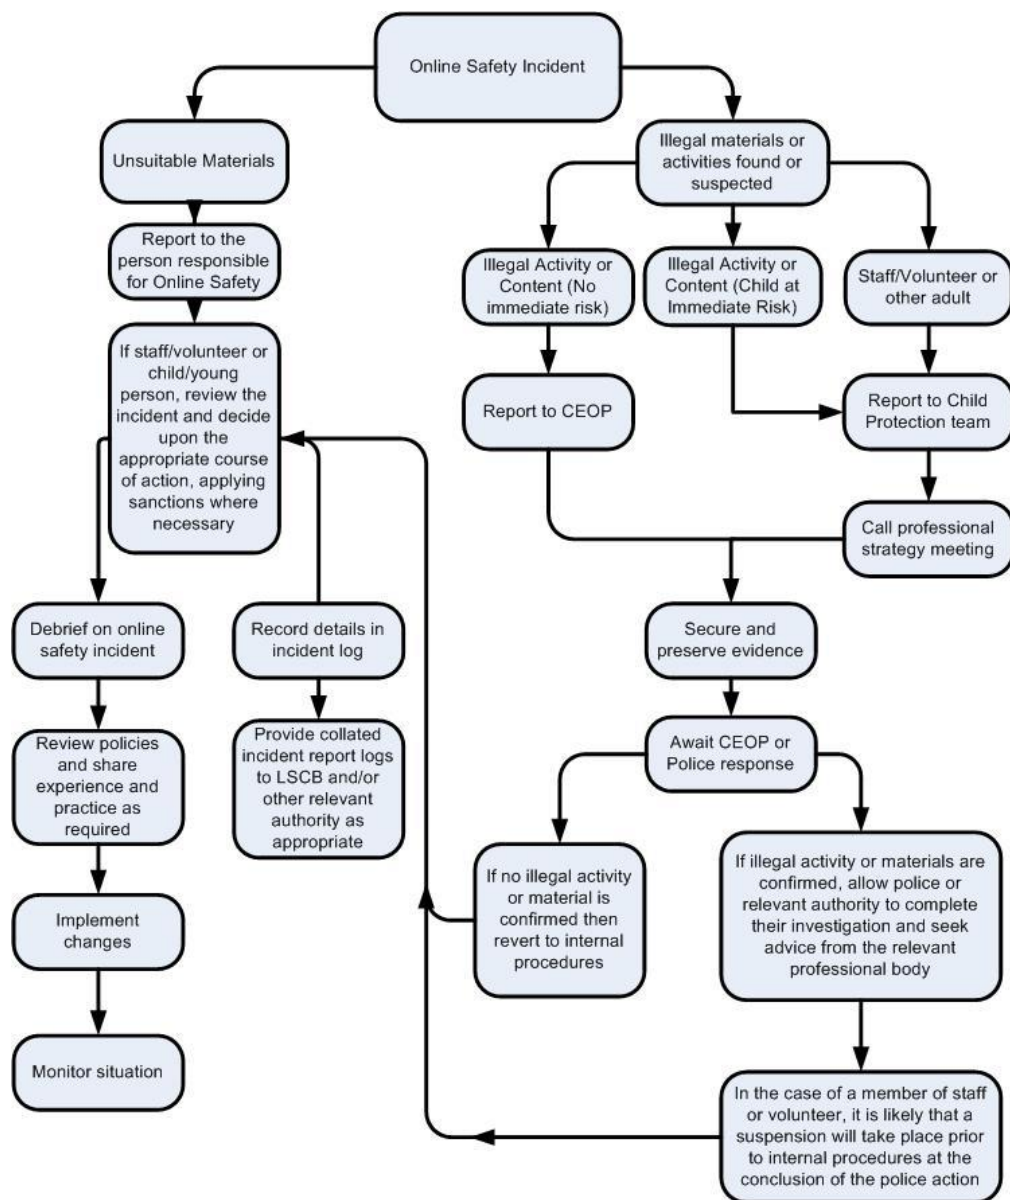 Online Safety Incident
Unsuitable Materials
Report to the
person responsible
for Online Safety
If staff/volunteer or
child/young
person, review the
incident and decide
upon the
appropriate course
of action, applying
sanctions where
necessary
Debrief on online
safety incident
Review policies
and share
experience and
practice as
required
Implement
changes
Monitor situation
Record details in
incident log
Provide collated
incident report logs
to LSCB and/or
other relevant
authority as
appropriate
Illegal materials or
activities found or
suspected
Illegal Activity or
Content (No
immediate risk)
Illegal Activity or
Content (Child at
Immediate Risk)
Staff/Volunteer or
other adult
Report to CEOP
Report to Child
Protection team
Call professional
strategy meeting
Secure and
preserve evidence
Await CEOP or
Police response
If no illegal activity
or material is
confirmed then
revert to internal
procedures
If illegal activity or materials are
confirmed, allow police or
relevant authority to complete
their investigation and seek
advice from the relevant
professional body
In the case of a member of staff
or volunteer, it is likely that a
suspension will take place prior
to internal procedures at the
conclusion of the police action